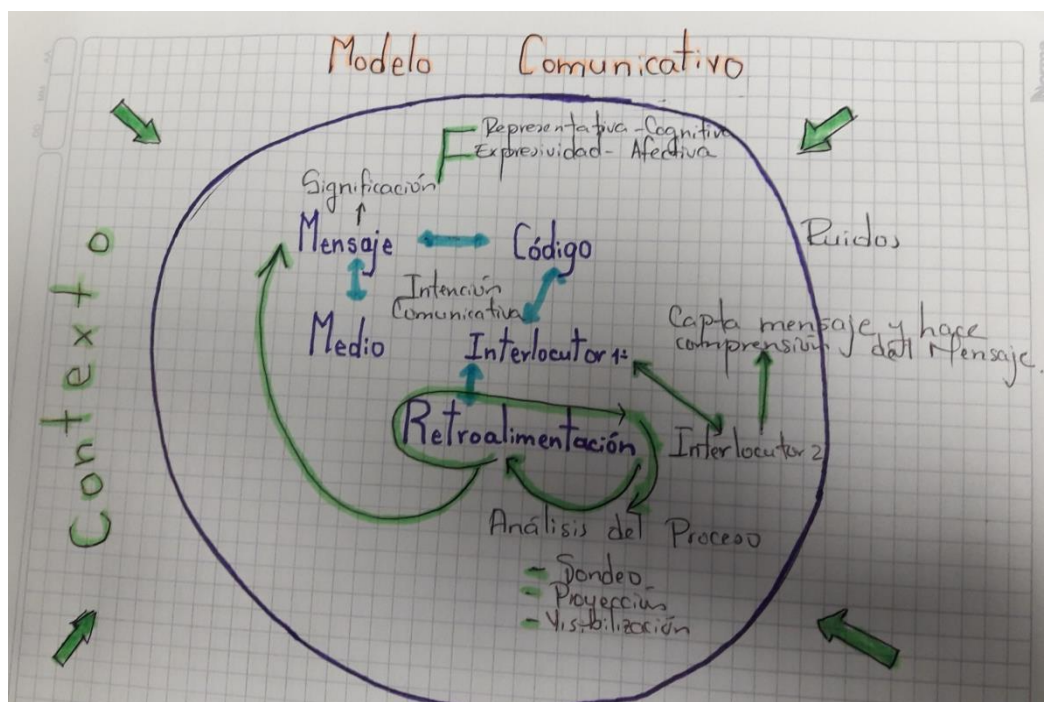 Modelo Comunicativo
Representativa - Cognitiva
Expresividad - Afectiva
Significación
Mensaje
Código
Ruidos
Intención
Comunicativa
Medio
Interlocutor 1
Capta mensaje y hace
comprensión del Mensaje.
Retroalimentación
Interlocutor 2
Análisis del Proceso
- Sondeo
- Proyección
- Visibilización
Contexto